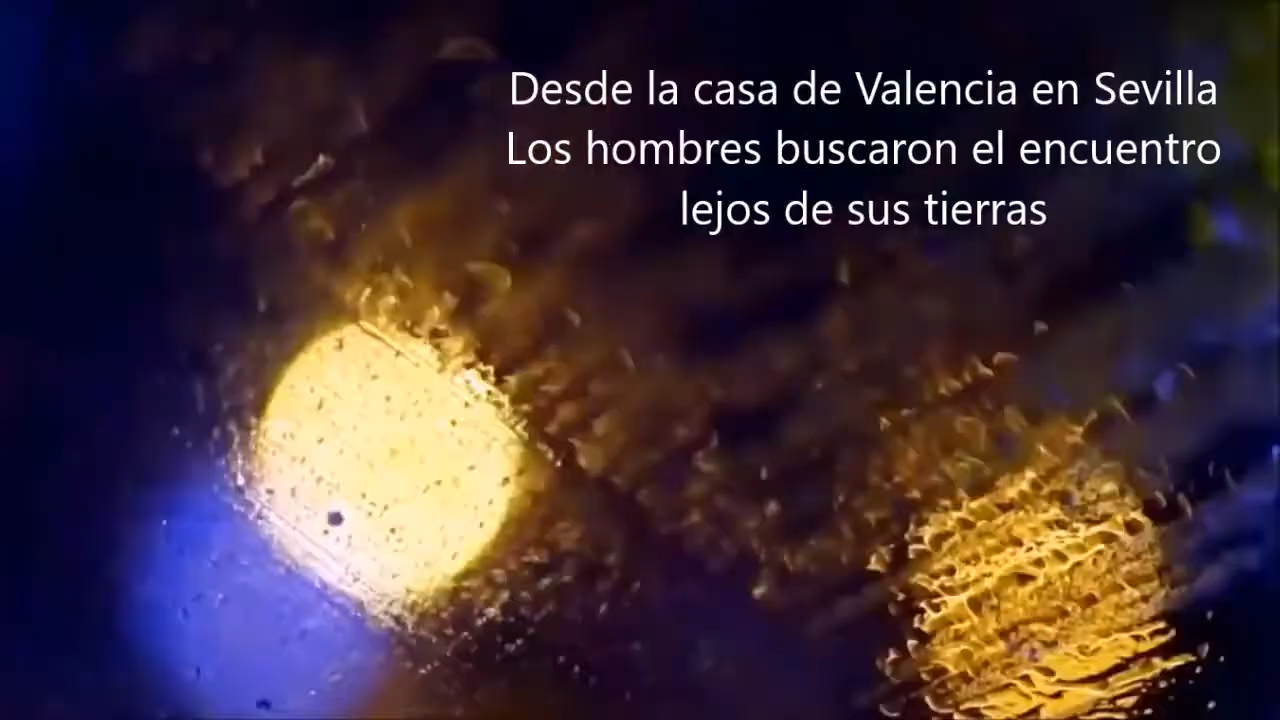 Desde la casa de Valencia en Sevilla
Los hombres buscaron el encuentro
lejos de sus tierras